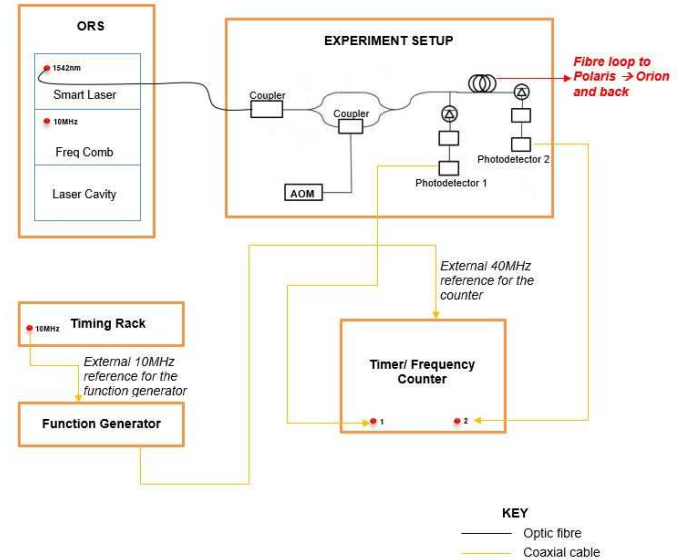 ORS
1542nm
Smart Laser
10MHz
Freq Comb
Laser Cavity
EXPERIMENT SETUP
Coupler
Coupler
AOM
Photodetector 1
Photodetector 2
Fibre loop to
Polaris → Orion
and back
External 40MHz
reference for the
counter
10MHz
Timing Rack
External 10MHz
reference for the
function generator
Function Generator
Timer/ Frequency
Counter
1
2
KEY
Optic fibre
Coaxial cable